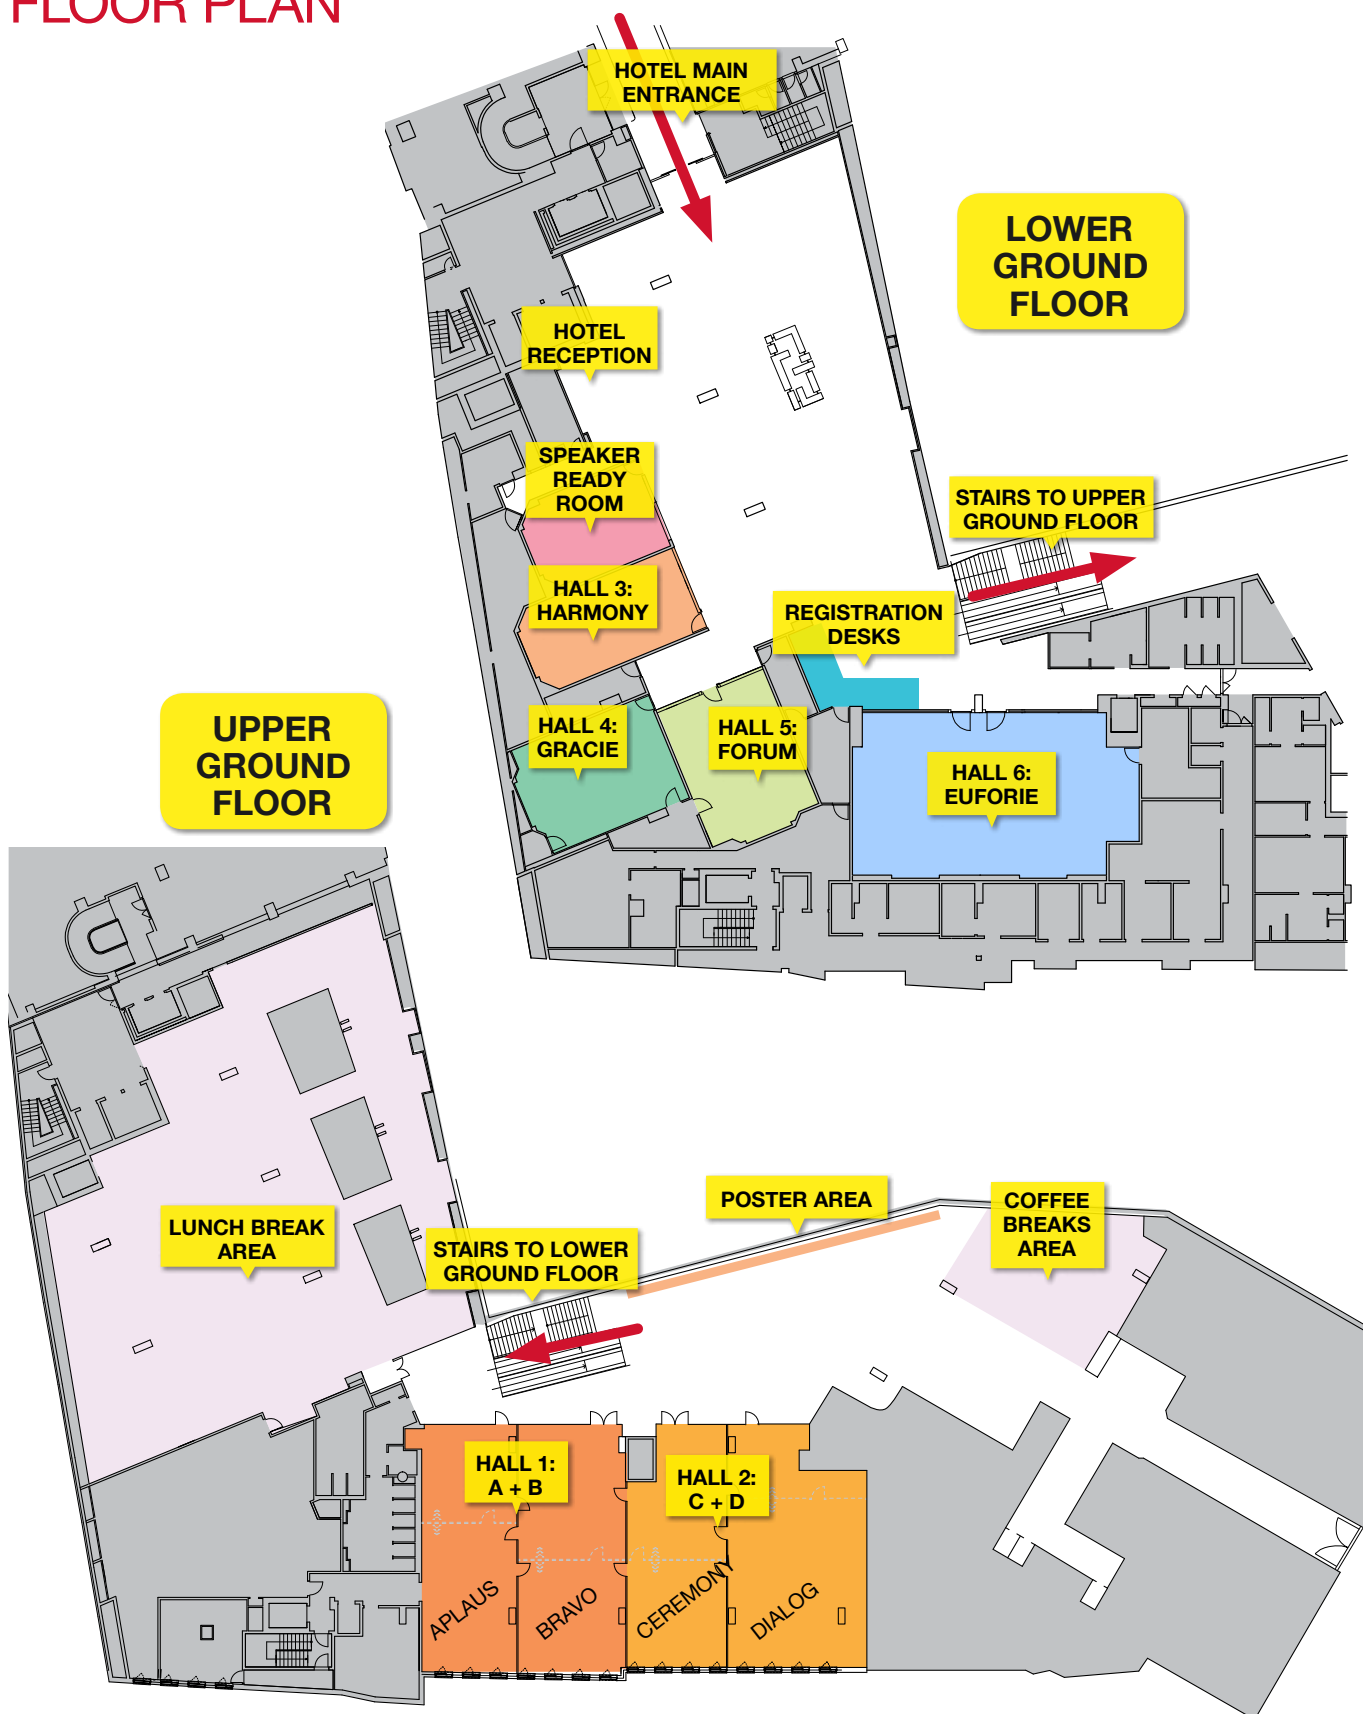 FLOOR PLAN
HOTEL MAIN
ENTRANCE
LOWER
GROUND
FLOOR
HOTEL
RECEPTION
SPEAKER
READY
ROOM
STAIRS TO UPPER
GROUND FLOOR
HALL 3:
HARMONY
REGISTRATION
DESKS
HALL 4:
GRACIE
HALL 5:
FORUM
HALL 6:
EUFORIE
UPPER
GROUND
FLOOR
LUNCH BREAK
AREA
STAIRS TO LOWER
GROUND FLOOR
POSTER AREA
COFFEE
BREAKS
AREA
HALL 1:
A + B
HALL 2:
C + D
APLAUS
BRAVO
CEREMONY
DIALOG